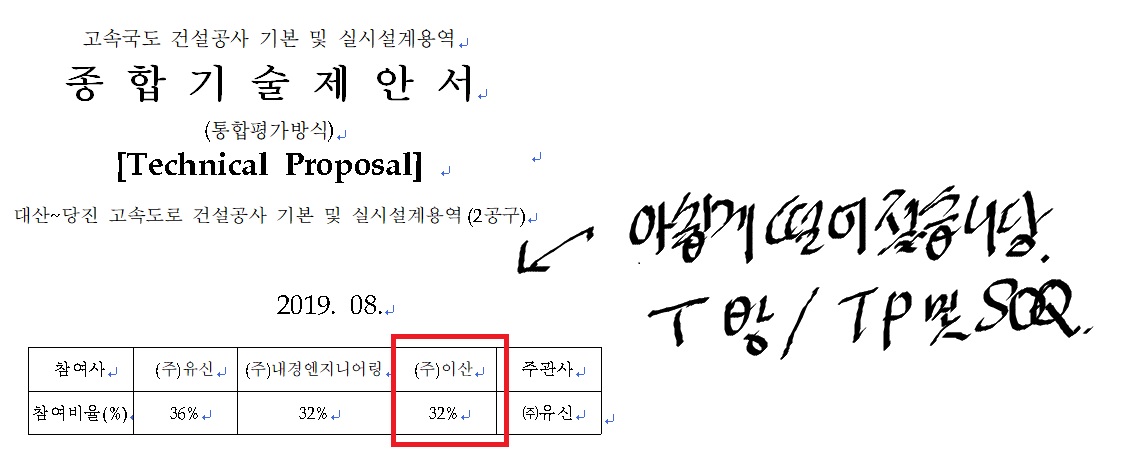 고속국도 건설공사 기본 및 실시설계용역
종 합 기 술 제 안 서
(통합평가방식)
[Technical Proposal]
대산~당진 고속도로 건설공사 기본 및 실시설계용역(2공구)
아쉽게 떨어졌습니당.
T 방 / TP 및 SOQ.
2019. 08.
참여사 (주)유신 (주)내경엔지니어링 (주)이산 주관사
참여비율(%) 36% 32% 32% ㈜유신